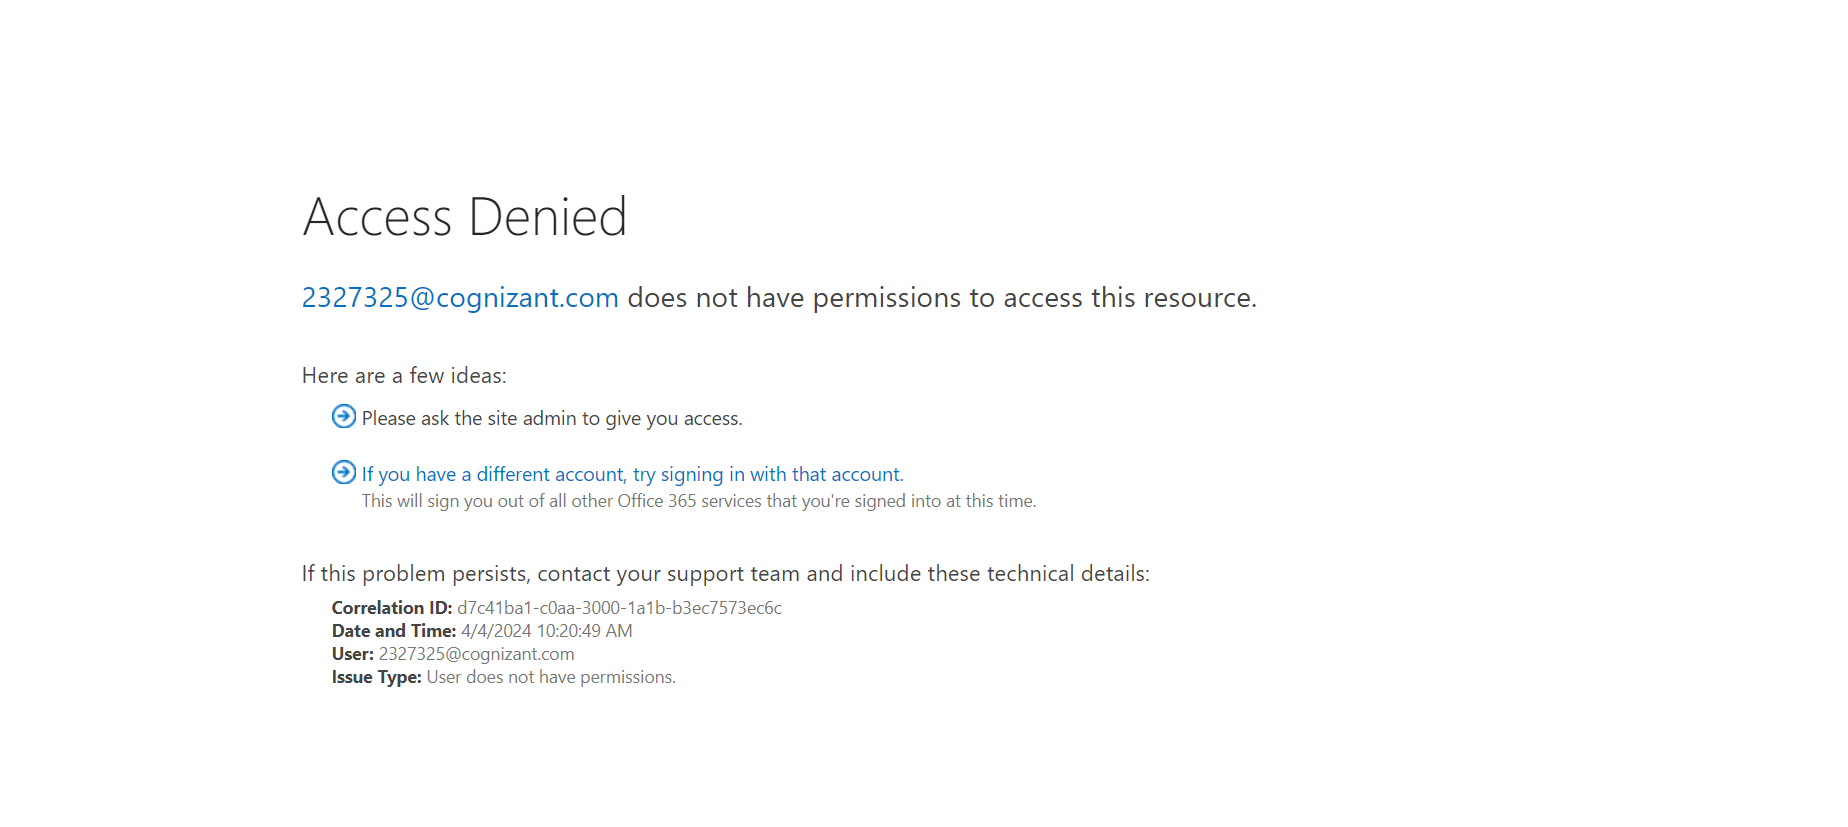 Access Denied
2327325@cognizant.com does not have permissions to access this resource.
Here are a few ideas:
Please ask the site admin to give you access.
If you have a different account, try signing in with that account.
This will sign you out of all other Office 365 services that you're signed into at this time.
If this problem persists, contact your support team and include these technical details:
Correlation ID: d7c41ba1-c0aa-3000-1a1b-b3ec7573ec6c
Date and Time: 4/4/2024 10:20:49 AM
User: 2327325@cognizant.com
Issue Type: User does not have permissions.